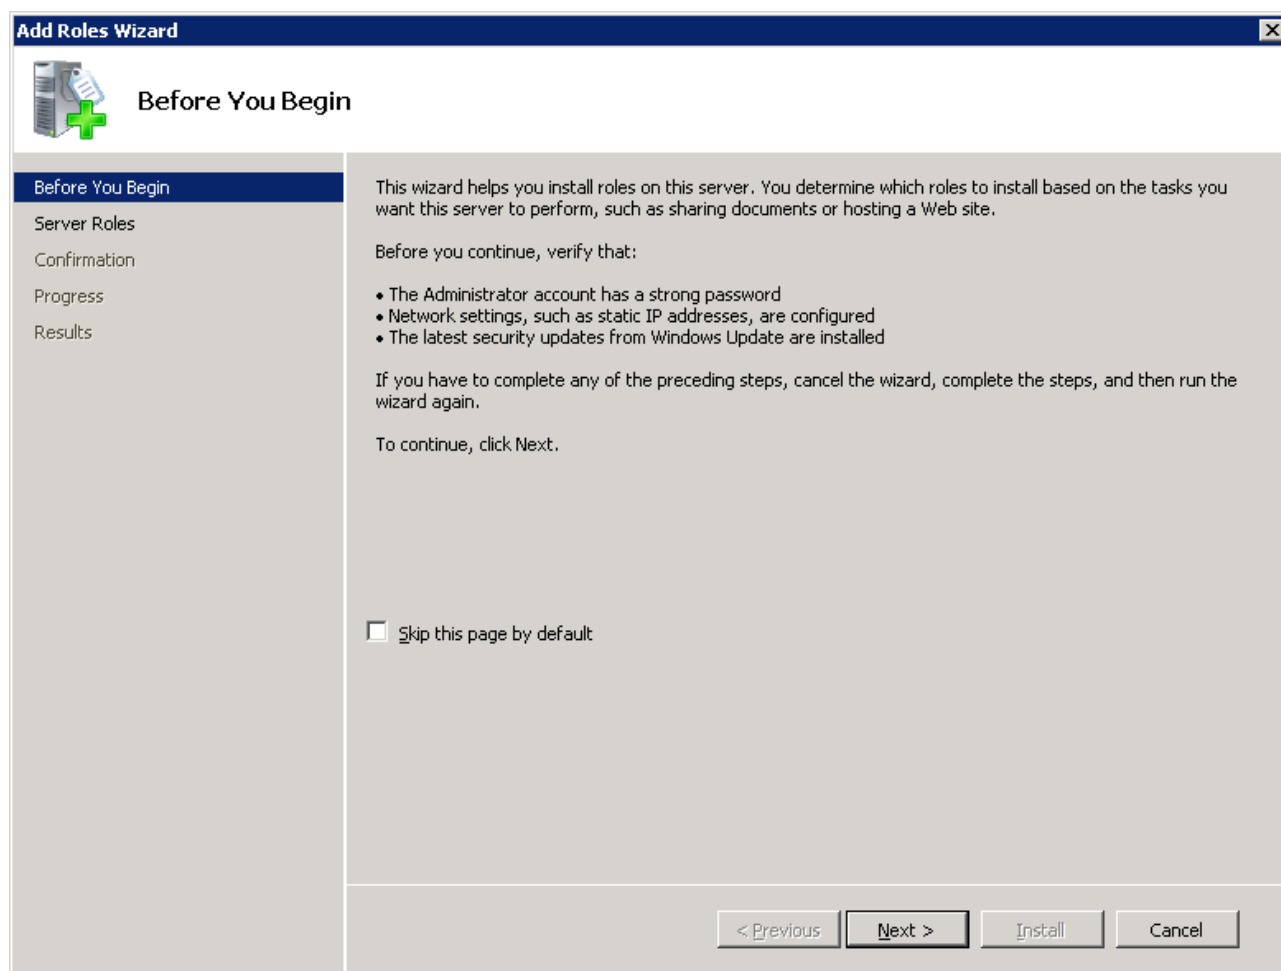 Add Roles Wizard
Before You Begin
Before You Begin
Server Roles
Confirmation
Progress
Results
This wizard helps you install roles on this server. You determine which roles to install based on the tasks you
want this server to perform, such as sharing documents or hosting a Web site.
Before you continue, verify that:
• The Administrator account has a strong password
• Network settings, such as static IP addresses, are configured
• The latest security updates from Windows Update are installed
If you have to complete any of the preceding steps, cancel the wizard, complete the steps, and then run the
wizard again.
To continue, click Next.
Skip this page by default
< Previous
Next >
Install
Cancel